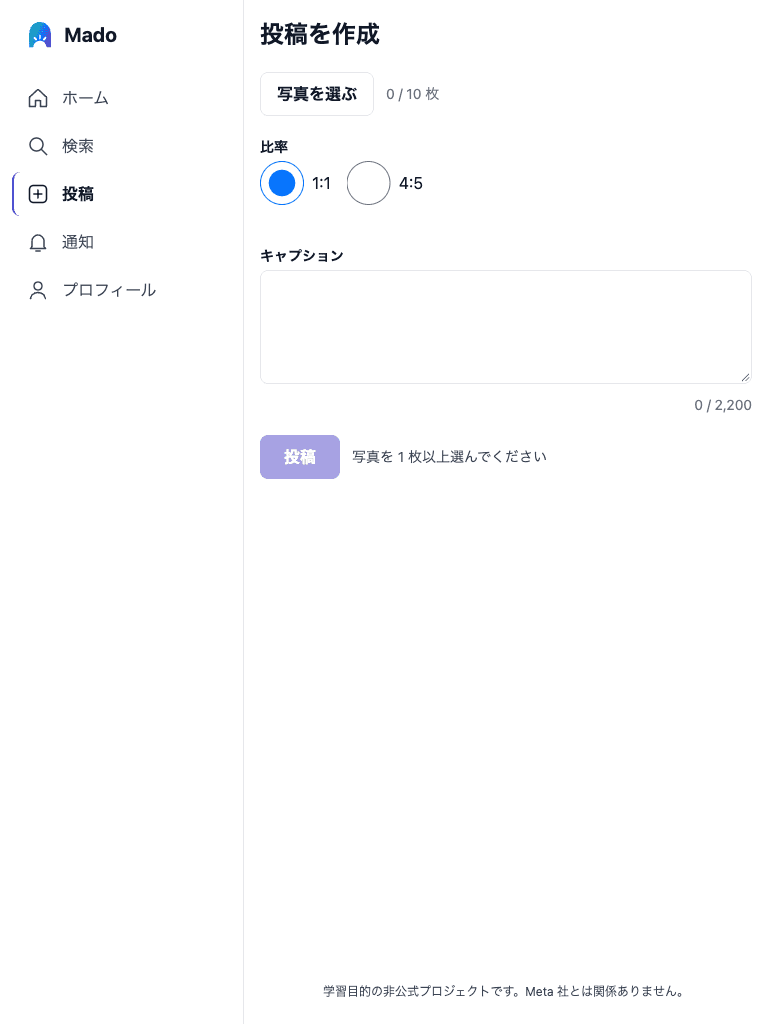 Mado
ホーム
検索
投稿
通知
プロフィール
投稿を作成
写真を選ぶ 0 / 10 枚
比率
1:1 4:5
キャプション
0 / 2,200
投稿 写真を 1 枚以上選んでください
学習目的の非公式プロジェクトです。Meta 社とは関係ありません。